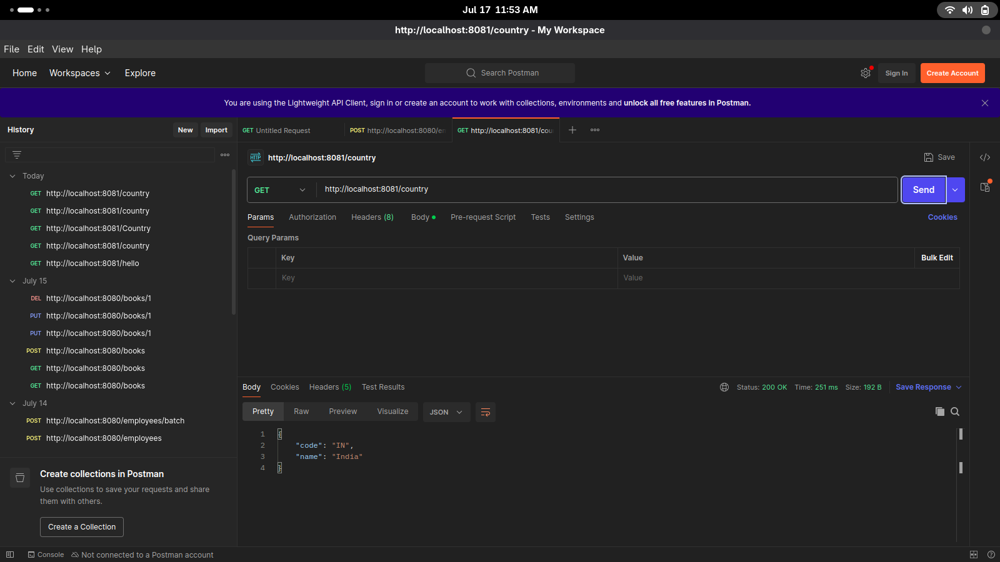 Jul 17 11:53 AM
http://localhost:8081/country - My Workspace
File Edit View Help
Home Workspaces Explore
Search Postman
Sign In
Create Account
You are using the Lightweight API Client, sign in or create an account to work with collections, environments and unlock all free features in Postman.
History
New Import
GET Untitled Request
POST http://localhost:8080/en
GET http://localhost:8081/cou
Today
GET http://localhost:8081/country
GET http://localhost:8081/country
GET http://localhost:8081/Country
GET http://localhost:8081/country
GET http://localhost:8081/hello
July 15
DEL http://localhost:8080/books/1
PUT http://localhost:8080/books/1
PUT http://localhost:8080/books/1
POST http://localhost:8080/books
GET http://localhost:8080/books
GET http://localhost:8080/books
July 14
POST http://localhost:8080/employees/batch
POST http://localhost:8080/employees
Create collections in Postman
Use collections to save your requests and share
them with others.
Create a Collection
HTTP http://localhost:8081/country
Save
GET http://localhost:8081/country
Send
Params Authorization Headers (8) Body Pre-request Script Tests Settings
Cookies
Query Params
Key Value Bulk Edit
Key Value
Body Cookies Headers (5) Test Results
Status: 200 OK Time: 251 ms Size: 192 B Save Response
Pretty Raw Preview Visualize JSON
1 {
2 "code": "IN",
3 "name": "India"
4 }
Console Not connected to a Postman account